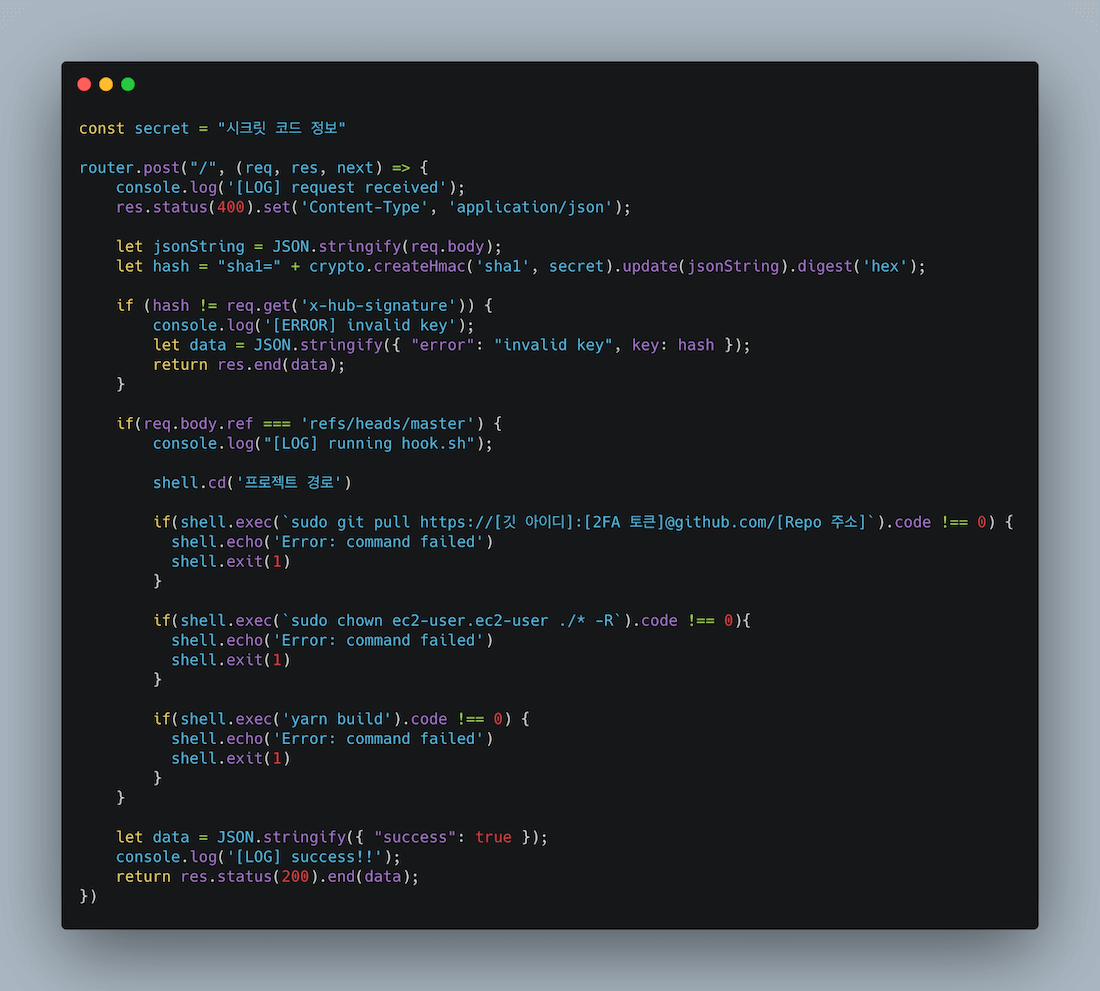 const secret = "시크릿 코드 정보"
router.post("/", (req, res, next) => {
console.log('[LOG] request received');
res.status(400).set('Content-Type', 'application/json');
let jsonString = JSON.stringify(req.body);
let hash = "sha1=" + crypto.createHmac('sha1', secret).update(jsonString).digest('hex');
if (hash != req.get('x-hub-signature')) {
console.log('[ERROR] invalid key');
let data = JSON.stringify({ "error": "invalid key", key: hash });
return res.end(data);
}
if(req.body.ref === 'refs/heads/master') {
console.log("[LOG] running hook.sh");
shell.cd('프로젝트 경로')
if(shell.exec(`sudo git pull https://[깃 아이디]:[2FA 토큰]@github.com/[Repo 주소]`).code !== 0) {
shell.echo('Error: command failed')
shell.exit(1)
}
if(shell.exec(`sudo chown ec2-user.ec2-user ./* -R`).code !== 0){
shell.echo('Error: command failed')
shell.exit(1)
}
if(shell.exec('yarn build').code !== 0) {
shell.echo('Error: command failed')
shell.exit(1)
}
}
let data = JSON.stringify({ "success": true });
console.log('[LOG] success!!');
return res.status(200).end(data);
})